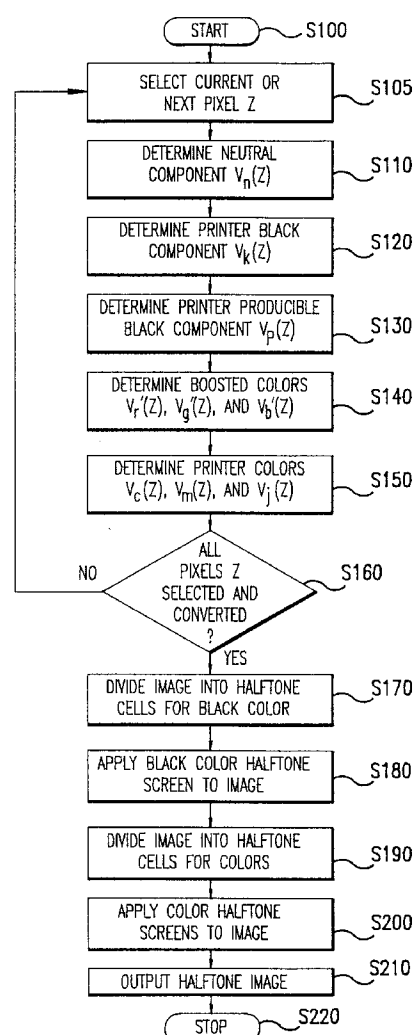 START
S100
SELECT CURRENT OR
NEXT PIXEL Z
S105
DETERMINE NEUTRAL
COMPONENT Vn(Z)
S110
DETERMINE PRINTER BLACK
COMPONENT Vk(Z)
S120
DETERMINE PRINTER PRODUCIBLE
BLACK COMPONENT Vp(Z)
S130
DETERMINE BOOSTED COLORS
Vr'(Z), Vg'(Z), AND Vb'(Z)
S140
DETERMINE PRINTER COLORS
Vc(Z), Vm(Z), AND Vj(Z)
S150
ALL
PIXELS Z
SELECTED AND
CONVERTED
?
S160
NO
YES
DIVIDE IMAGE INTO HALFTONE
CELLS FOR BLACK COLOR
S170
APPLY BLACK COLOR HALFTONE
SCREEN TO IMAGE
S180
DIVIDE IMAGE INTO HALFTONE
CELLS FOR COLORS
S190
APPLY COLOR HALFTONE
SCREENS TO IMAGE
S200
OUTPUT HALFTONE IMAGE
S210
STOP
S220